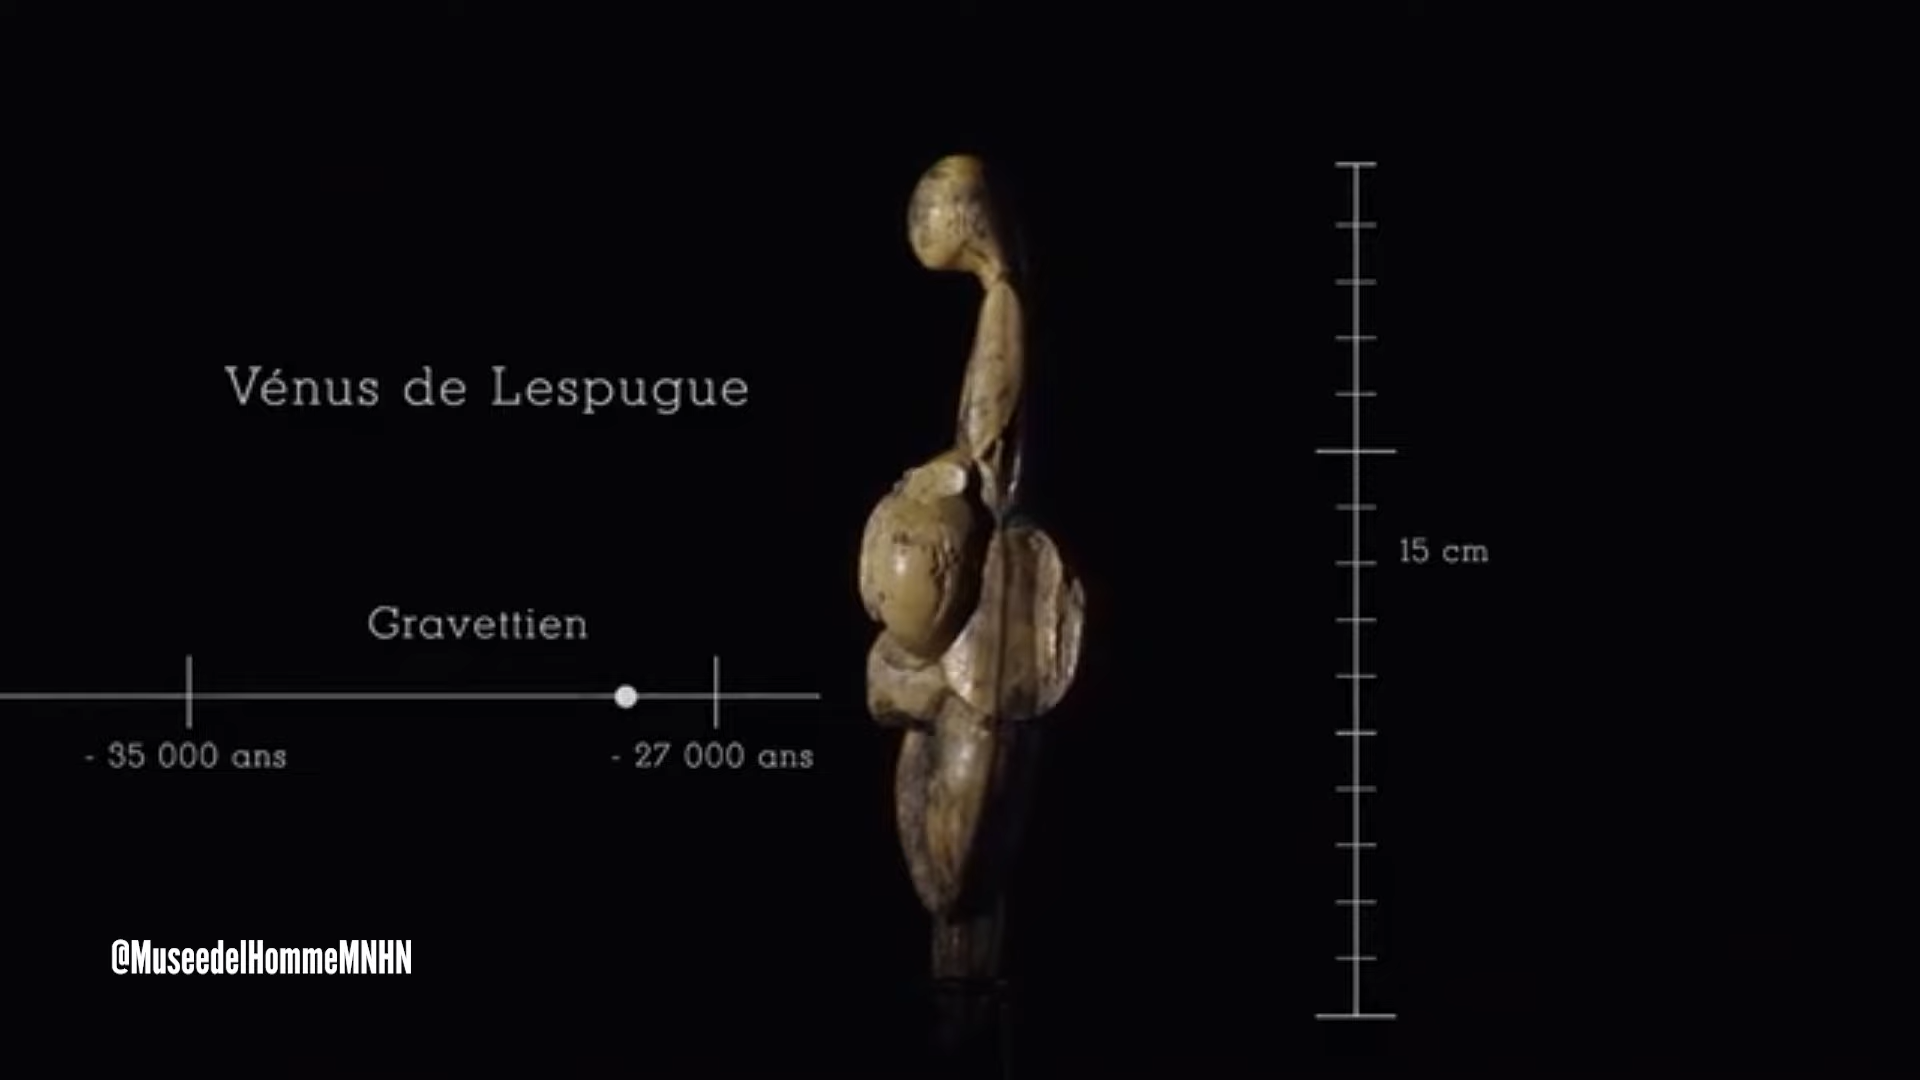 Vénus de Lespugue
15 cm
Gravettien
- 35 000 ans
- 27 000 ans
@MuseedelHommeMNHN